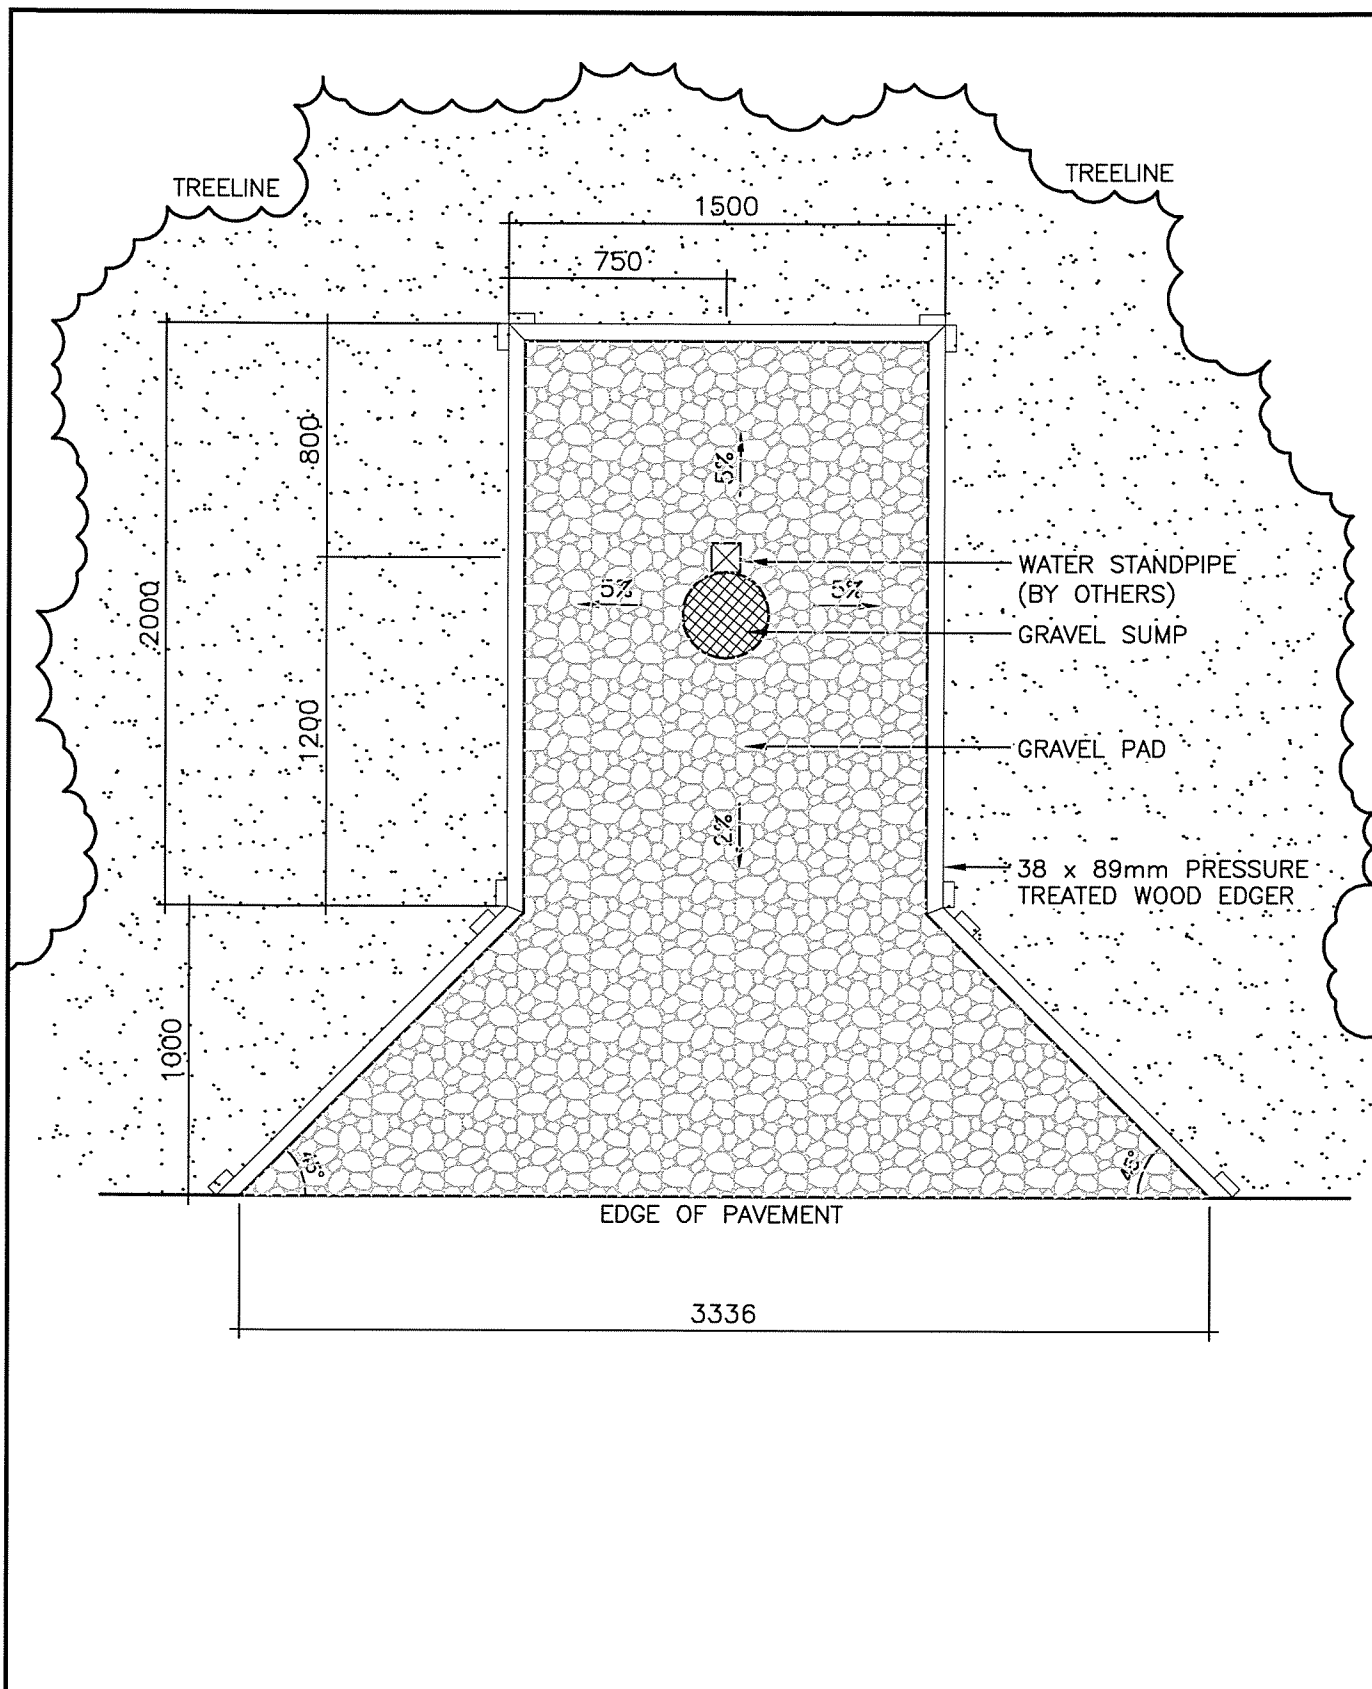 TREELINE
TREELINE
1500
750
800
5%
2000
WATER STANDPIPE
(BY OTHERS)
5%
5%
GRAVEL SUMP
1200
GRAVEL PAD
2%
38 x 89mm PRESSURE
TREATED WOOD EDGER
1000
45°
45°
EDGE OF PAVEMENT
3336